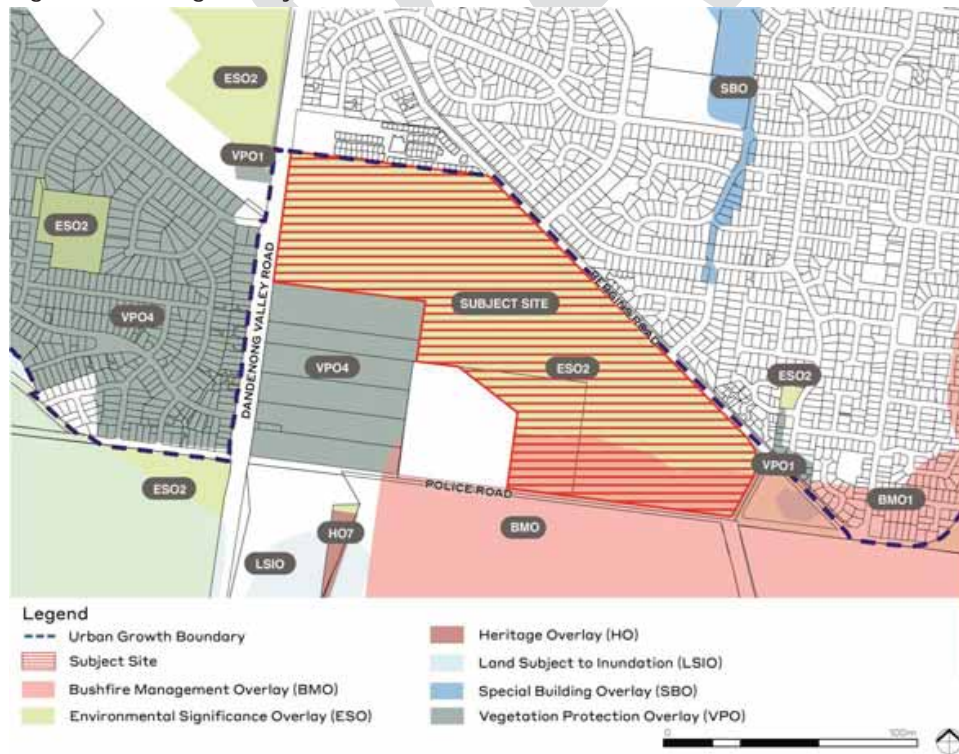 ESO2
SBO
VPO1
ESO2
DANDENONG VALLEY ROAD
SUBJECT SITE
VPO4
VPO4
ESO2
ESO2
VPO1
ESO2
POLICE ROAD
BMO1
BMO
HO7
LSIO
Legend
Urban Growth Boundary
Subject Site
Bushfire Management Overlay (BMO)
Environmental Significance Overlay (ESO)
Heritage Overlay (HO)
Land Subject to Inundation (LSIO)
Special Building Overlay (SBO)
Vegetation Protection Overlay (VPO)
0